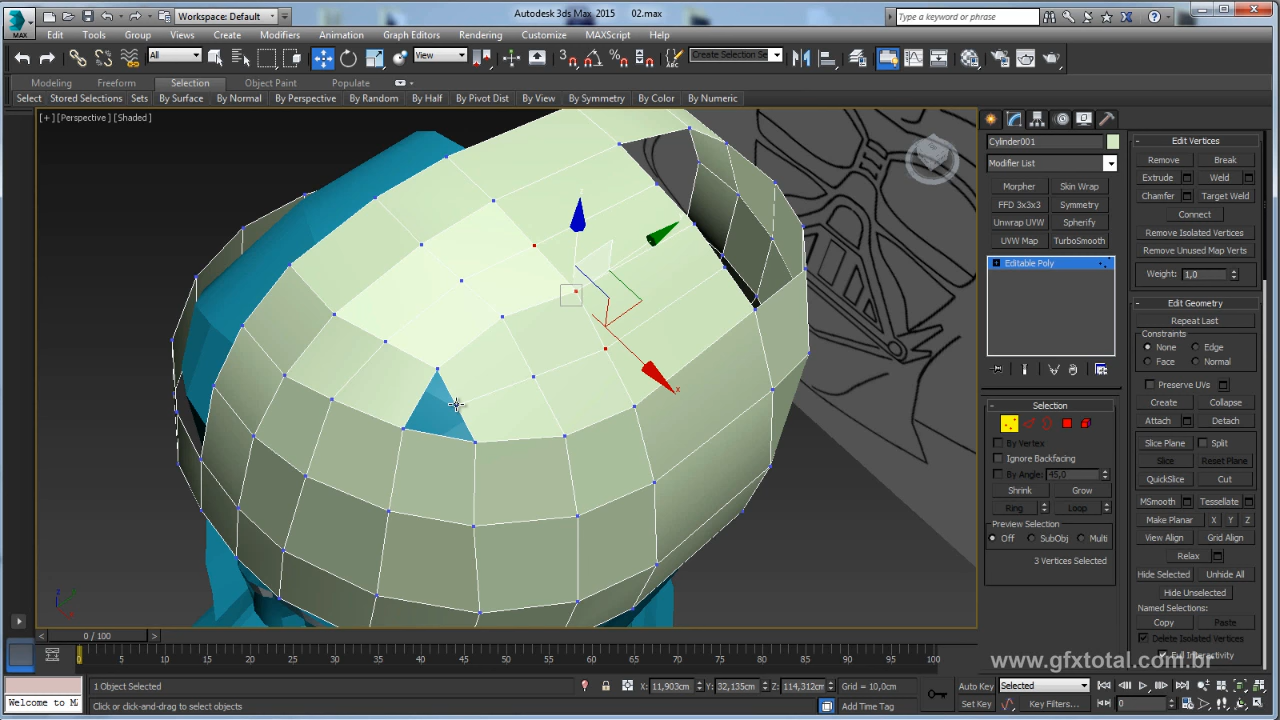 Workspace: Default
Autodesk 3ds Max 2015 02.max
Type a keyword or phrase
MAX
Edit Tools Group Views Create Modifiers Animation Graph Editors Rendering Customize MAXScript Help
All View Create Selection Se
Modeling Freeform Selection Object Paint Populate
Select Stored Selections Sets By Surface By Normal By Perspective By Random By Half By Pivot Dist By View By Symmetry By Color By Numeric
[+] [Perspective] [Shaded]
x
Cylinder001
Modifier List
Morpher Skin Wrap
FFD 3x3x3 Symmetry
Unwrap UVW Spherify
UVW Map TurboSmooth
Editable Poly
Selection
By Vertex
Ignore Backfacing
By Angle: 45,0
Shrink Grow
Ring Loop
Preview Selection
Off SubObj Multi
3 Vertices Selected
Edit Vertices
Remove Break
Extrude Weld
Chamfer Target Weld
Connect
Remove Isolated Vertices
Remove Unused Map Verts
Weight: 1,0
Edit Geometry
Repeat Last
Constraints
None Edge
Face Normal
Preserve UVs
Create Collapse
Attach Detach
Slice Plane Split
Slice Reset Plane
QuickSlice Cut
MSmooth Tessellate
Make Planar X Y Z
View Align Grid Align
Relax
Hide Selected Unhide All
Hide Unselected
Named Selections:
Copy Paste
Delete Isolated Vertices
Full Interactivity
www.gfxtotal.com.br
< 0 / 100 >
0 5 10 15 20 25 30 35 40 45 50 55 60 65 70 75 80 85 90 95 100
1 Object Selected X: 11,903cm Y: 32,135cm Z: 114,312cm Grid = 10,0cm Auto Key Selected
Welcome to MA Click or click-and-drag to select objects Add Time Tag Set Key Key Filters... 0